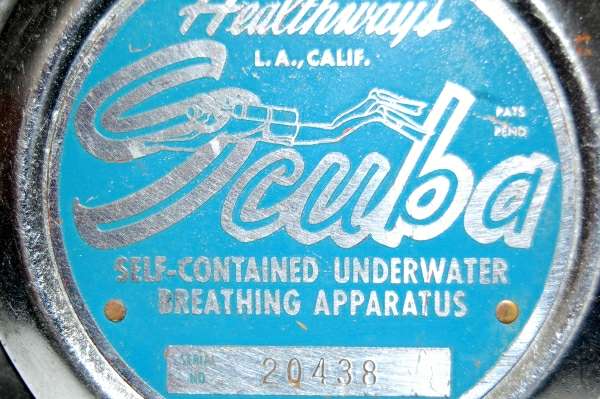 Healthways
L.A., CALIF.
PATS
PEND
Scuba
SELF-CONTAINED UNDERWATER
BREATHING APPARATUS
SERIAL
NO.
20438